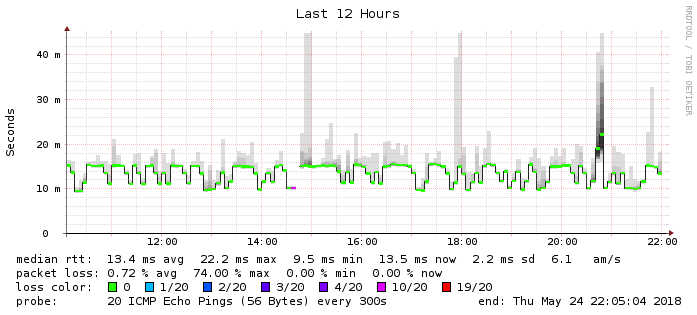 Last 12 Hours
RRDTOOL / TOBI OETIKER
Seconds
40 m
30 m
20 m
10 m
0
12:00 14:00 16:00 18:00 20:00 22:00
median rtt: 13.4 ms avg 22.2 ms max 9.5 ms min 13.5 ms now 2.2 ms sd 6.1 am/s
packet loss: 0.72 % avg 74.00 % max 0.00 % min 0.00 % now
loss color: 0 1/20 2/20 3/20 4/20 10/20 19/20
probe: 20 ICMP Echo Pings (56 Bytes) every 300s end: Thu May 24 22:05:04 2018